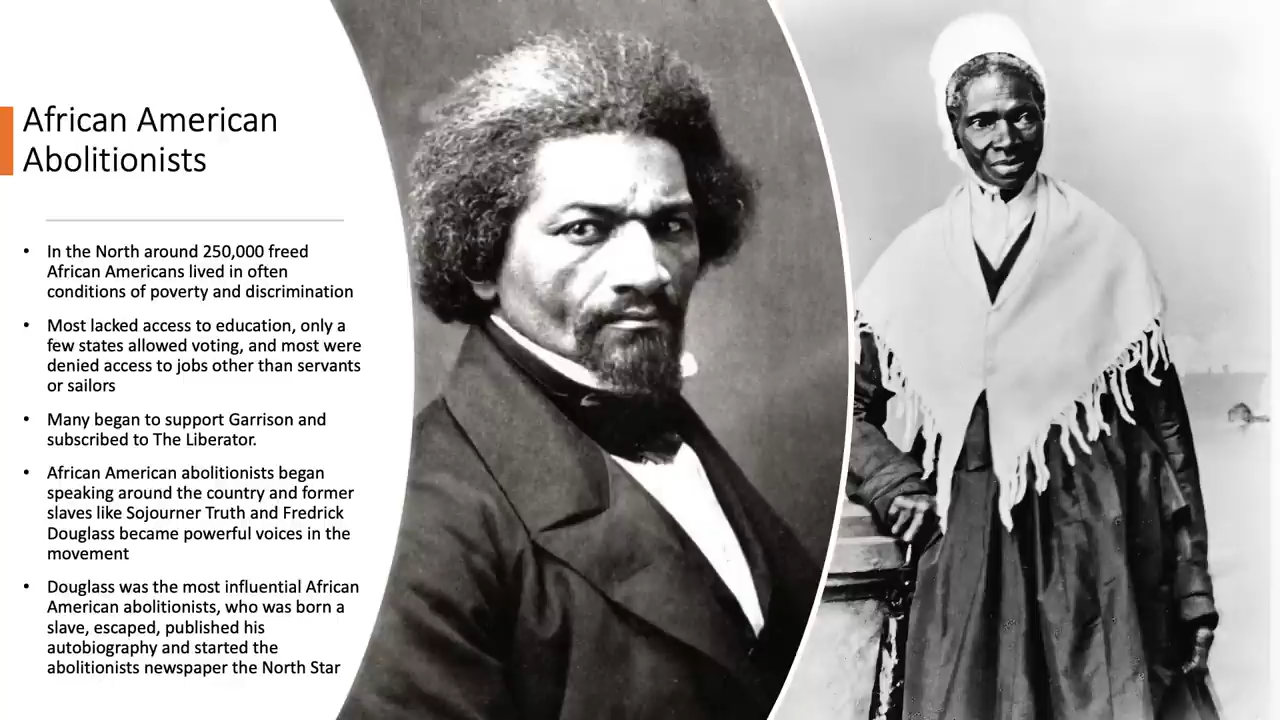 African American
Abolitionists
• In the North around 250,000 freed
African Americans lived in often
conditions of poverty and discrimination
• Most lacked access to education, only a
few states allowed voting, and most were
denied access to jobs other than servants
or sailors
• Many began to support Garrison and
subscribed to The Liberator.
• African American abolitionists began
speaking around the country and former
slaves like Sojourner Truth and Fredrick
Douglass became powerful voices in the
movement
• Douglass was the most influential African
American abolitionists, who was born a
slave, escaped, published his
autobiography and started the
abolitionists newspaper the North Star